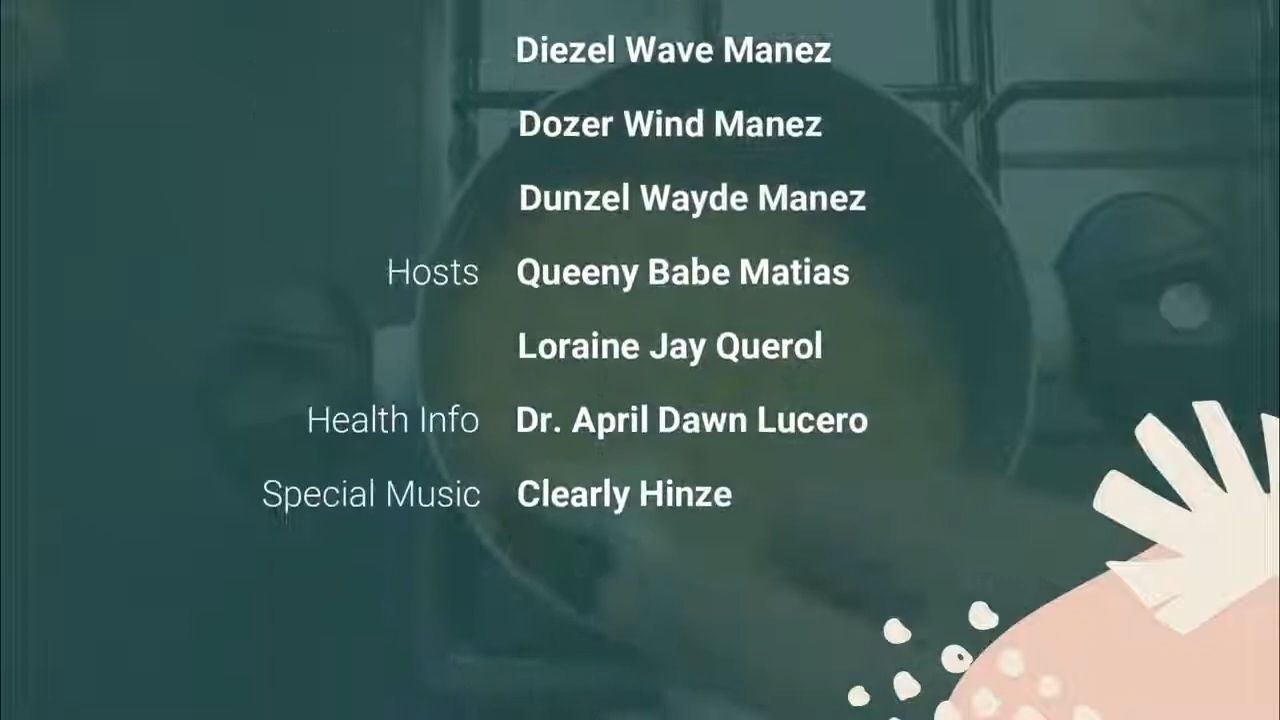 Diezel Wave Manez
Dozer Wind Manez
Dunzel Wayde Manez
Hosts Queeny Babe Matias
Loraine Jay Querol
Health Info Dr. April Dawn Lucero
Special Music Clearly Hinze